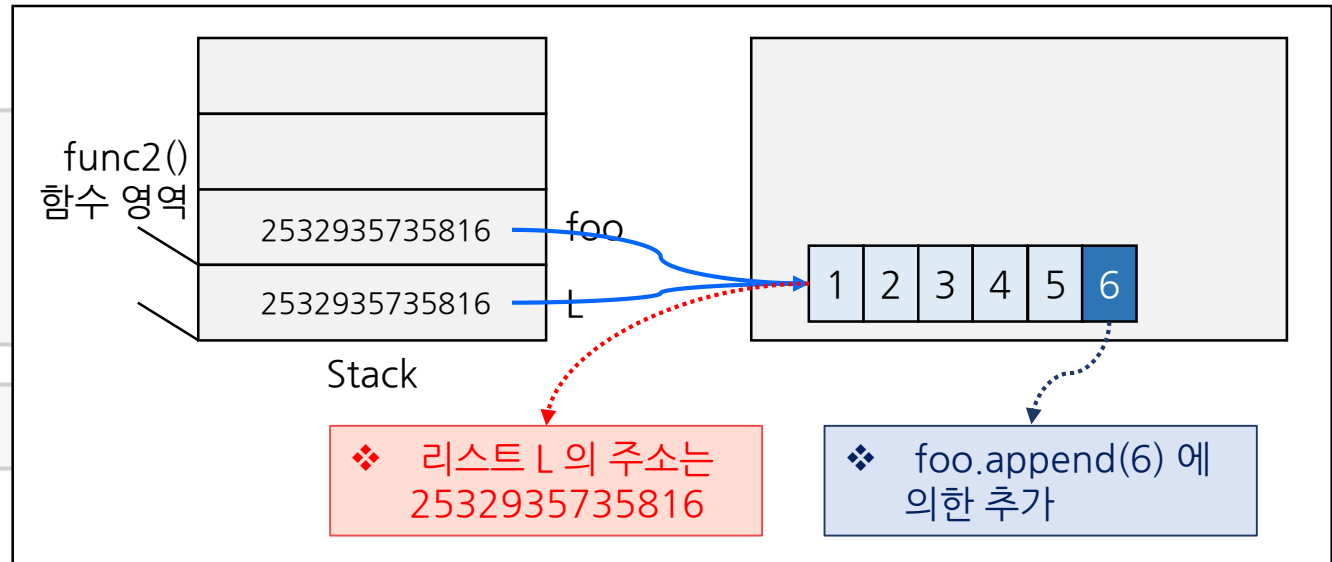 func2()
함수 영역
2532935735816
foo
2532935735816
L
1 2 3 4 5 6
Stack
❖ 리스트 L 의 주소는
2532935735816
❖ foo.append(6) 에
의한 추가